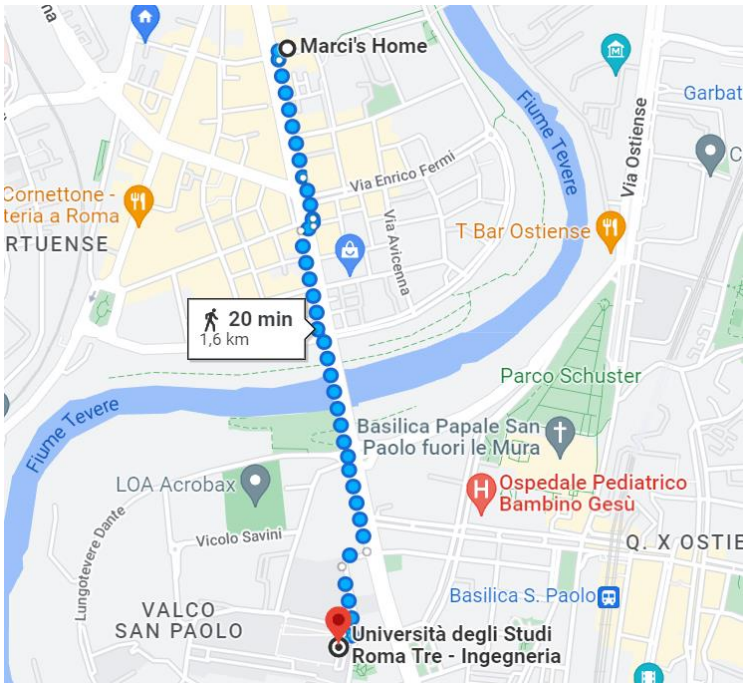 na
Marci's Home
Garbat
C
Fiume Tevere
Via Ostiense
Via Enrico Fermi
Cornettone -
teria a Roma
T Bar Ostiense
Via Avicenna
RTUENSE
20 min
1,6 km
Parco Schuster
Fiume Tevere
Basilica Papale San
Paolo fuori le Mura
LOA Acrobax
H
Ospedale Pediatrico
Bambino Gesù
Vicolo Savini
Lungotevere Dante
Q. X OSTIE
Basilica S. Paolo
VALCO
SAN PAOLO
Università degli Studi
Roma Tre - Ingegneria